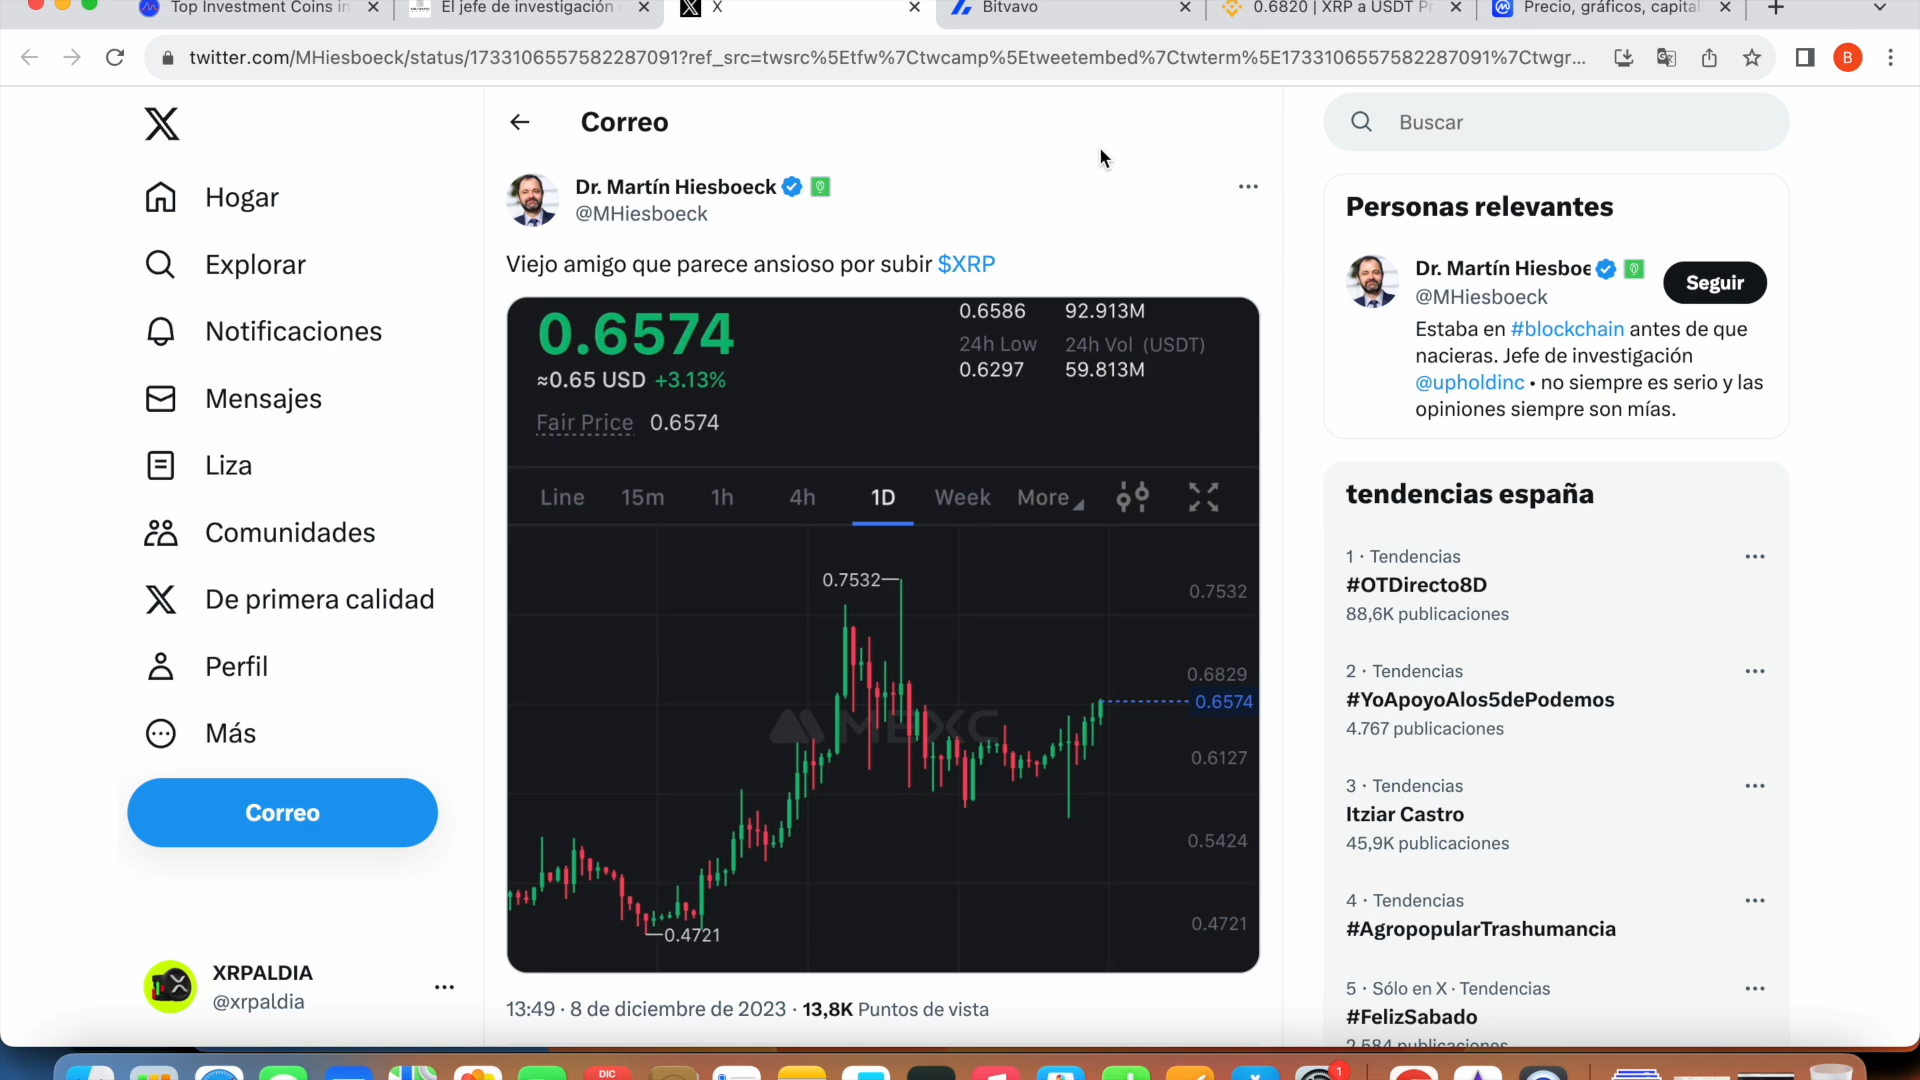 Top Investment Coins in
El jefe de investigación
X
Bitvavo
0.6820 | XRP a USDT
Precio, gráficos, capital
twitter.com/MHiesboeck/status/1733106557582287091?ref_src=twsrc%5Etfw%7Ctwcamp%5Etweetembed%7Ctwterm%5E1733106557582287091%7Ctwgr...
B
Hogar
Explorar
Notificaciones
Mensajes
Liza
Comunidades
De primera calidad
Perfil
Más
Correo
XRPALDIA
@xrpaldia
Correo
Dr. Martín Hiesboeck
@MHiesboeck
Viejo amigo que parece ansioso por subir $XRP
0.6574
≈0.65 USD +3.13%
Fair Price 0.6574
0.6586 92.913M
24h Low 24h Vol (USDT)
0.6297 59.813M
Line 15m 1h 4h 1D Week More
0.7532
0.7532
0.6829
0.6574
MEXC
0.6127
0.5424
0.4721
0.4721
13:49 · 8 de diciembre de 2023 · 13,8K Puntos de vista
Buscar
Personas relevantes
Dr. Martín Hiesboe
@MHiesboeck
Seguir
Estaba en #blockchain antes de que
nacieras. Jefe de investigación
@upholdinc • no siempre es serio y las
opiniones siempre son mías.
tendencias españa
1 · Tendencias
#OTDirecto8D
88,6K publicaciones
2 · Tendencias
#YoApoyoAlos5dePodemos
4.767 publicaciones
3 · Tendencias
Itziar Castro
45,9K publicaciones
4 · Tendencias
#AgropopularTrashumancia
5 · Sólo en X · Tendencias
#FelizSabado
2.584 publicaciones
DIC
1